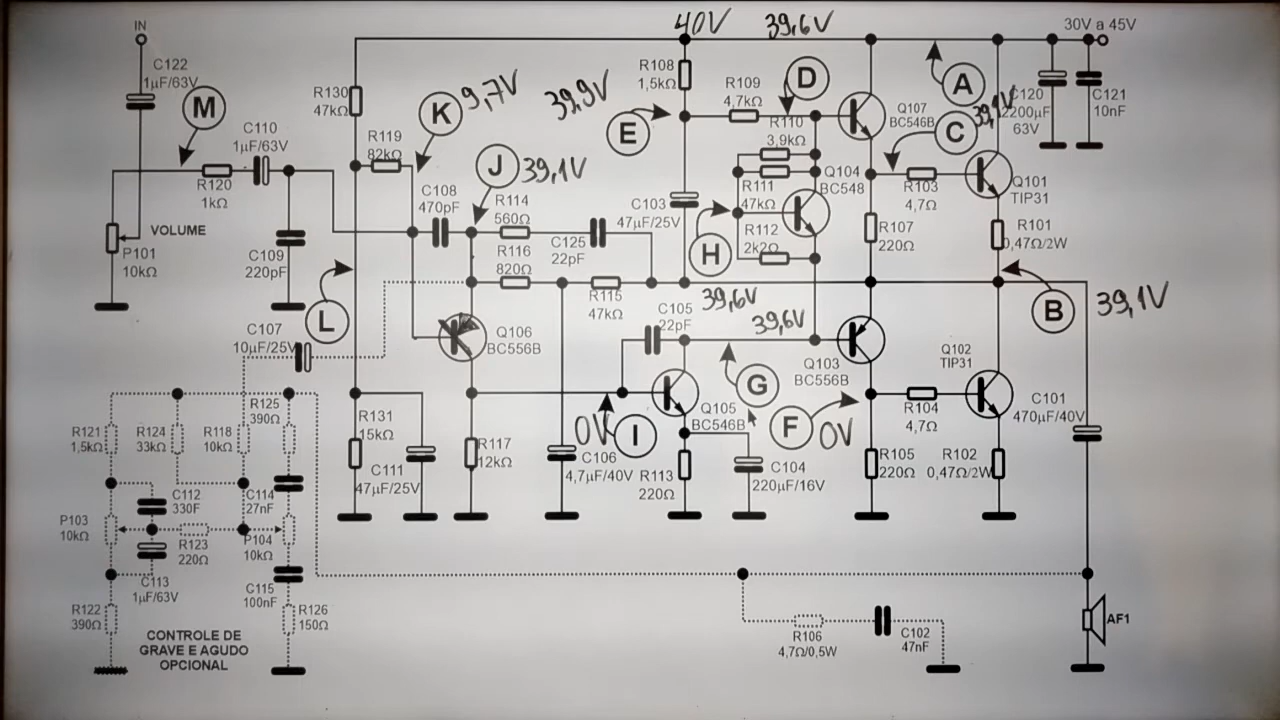 IN
40V
39,6V
30V a 45V
C122
1µF/63V
M
C110
1µF/63V
R120
1kΩ
P101
10kΩ
VOLUME
C109
220pF
R130
47kΩ
R119
82kΩ
K
9,7V
C108
470pF
J
39,1V
R114
560Ω
R116
820Ω
C125
22pF
R115
47kΩ
R108
1,5kΩ
39,9V
E
R109
4,7kΩ
D
R110
3,9kΩ
R111
47kΩ
R112
2k2Ω
H
C103
47µF/25V
Q104
BC548
Q107
BC546B
A
C
39,1V
C120
2200µF
63V
C121
10nF
R103
4,7Ω
Q101
TIP31
R107
220Ω
R101
0,47Ω/2W
B
39,1V
39,6V
39,6V
L
C107
10µF/25V
Q106
BC556B
C105
22pF
G
Q103
BC556B
Q102
TIP31
F
0V
R104
4,7Ω
C101
470µF/40V
Q105
BC546B
0V
I
C106
4,7µF/40V
R113
220Ω
C104
220µF/16V
R105
220Ω
R102
0,47Ω/2W
R131
15kΩ
C111
47µF/25V
R117
12kΩ
R121
1,5kΩ
R124
33kΩ
R118
10kΩ
R125
390Ω
C112
330F
C114
27nF
P103
10kΩ
R123
220Ω
P104
10kΩ
C113
1µF/63V
C115
100nF
R122
390Ω
R126
150Ω
CONTROLE DE
GRAVE E AGUDO
OPCIONAL
R106
4,7Ω/0,5W
C102
47nF
AF1